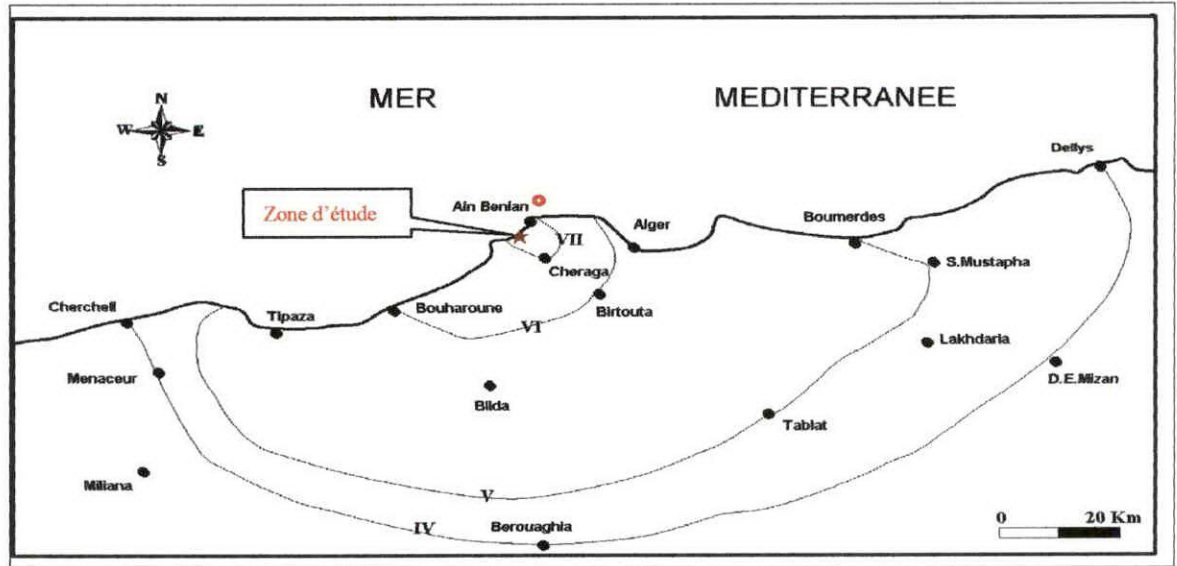 MER MEDITERRANEE
N
W E
S
Dellys
Zone d'étude
Ain Benian
Alger
Boumerdes
VII
Cheraga
S.Mustapha
Cherchell
Tipaza
Bouharoune
Birtouta
VI
Lakhdaria
Menaceur
D.E.Mizan
Blida
Tablat
Miliana
V
IV
Berouaghia
0 20 Km